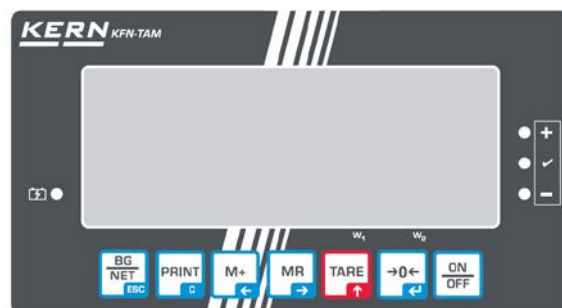 KERN KFN-TAM
+
✓
−
W1 W2
BG
NET
ESC
PRINT
C
M+
←
MR
→
TARE
↑
→0←
↵
ON
OFF